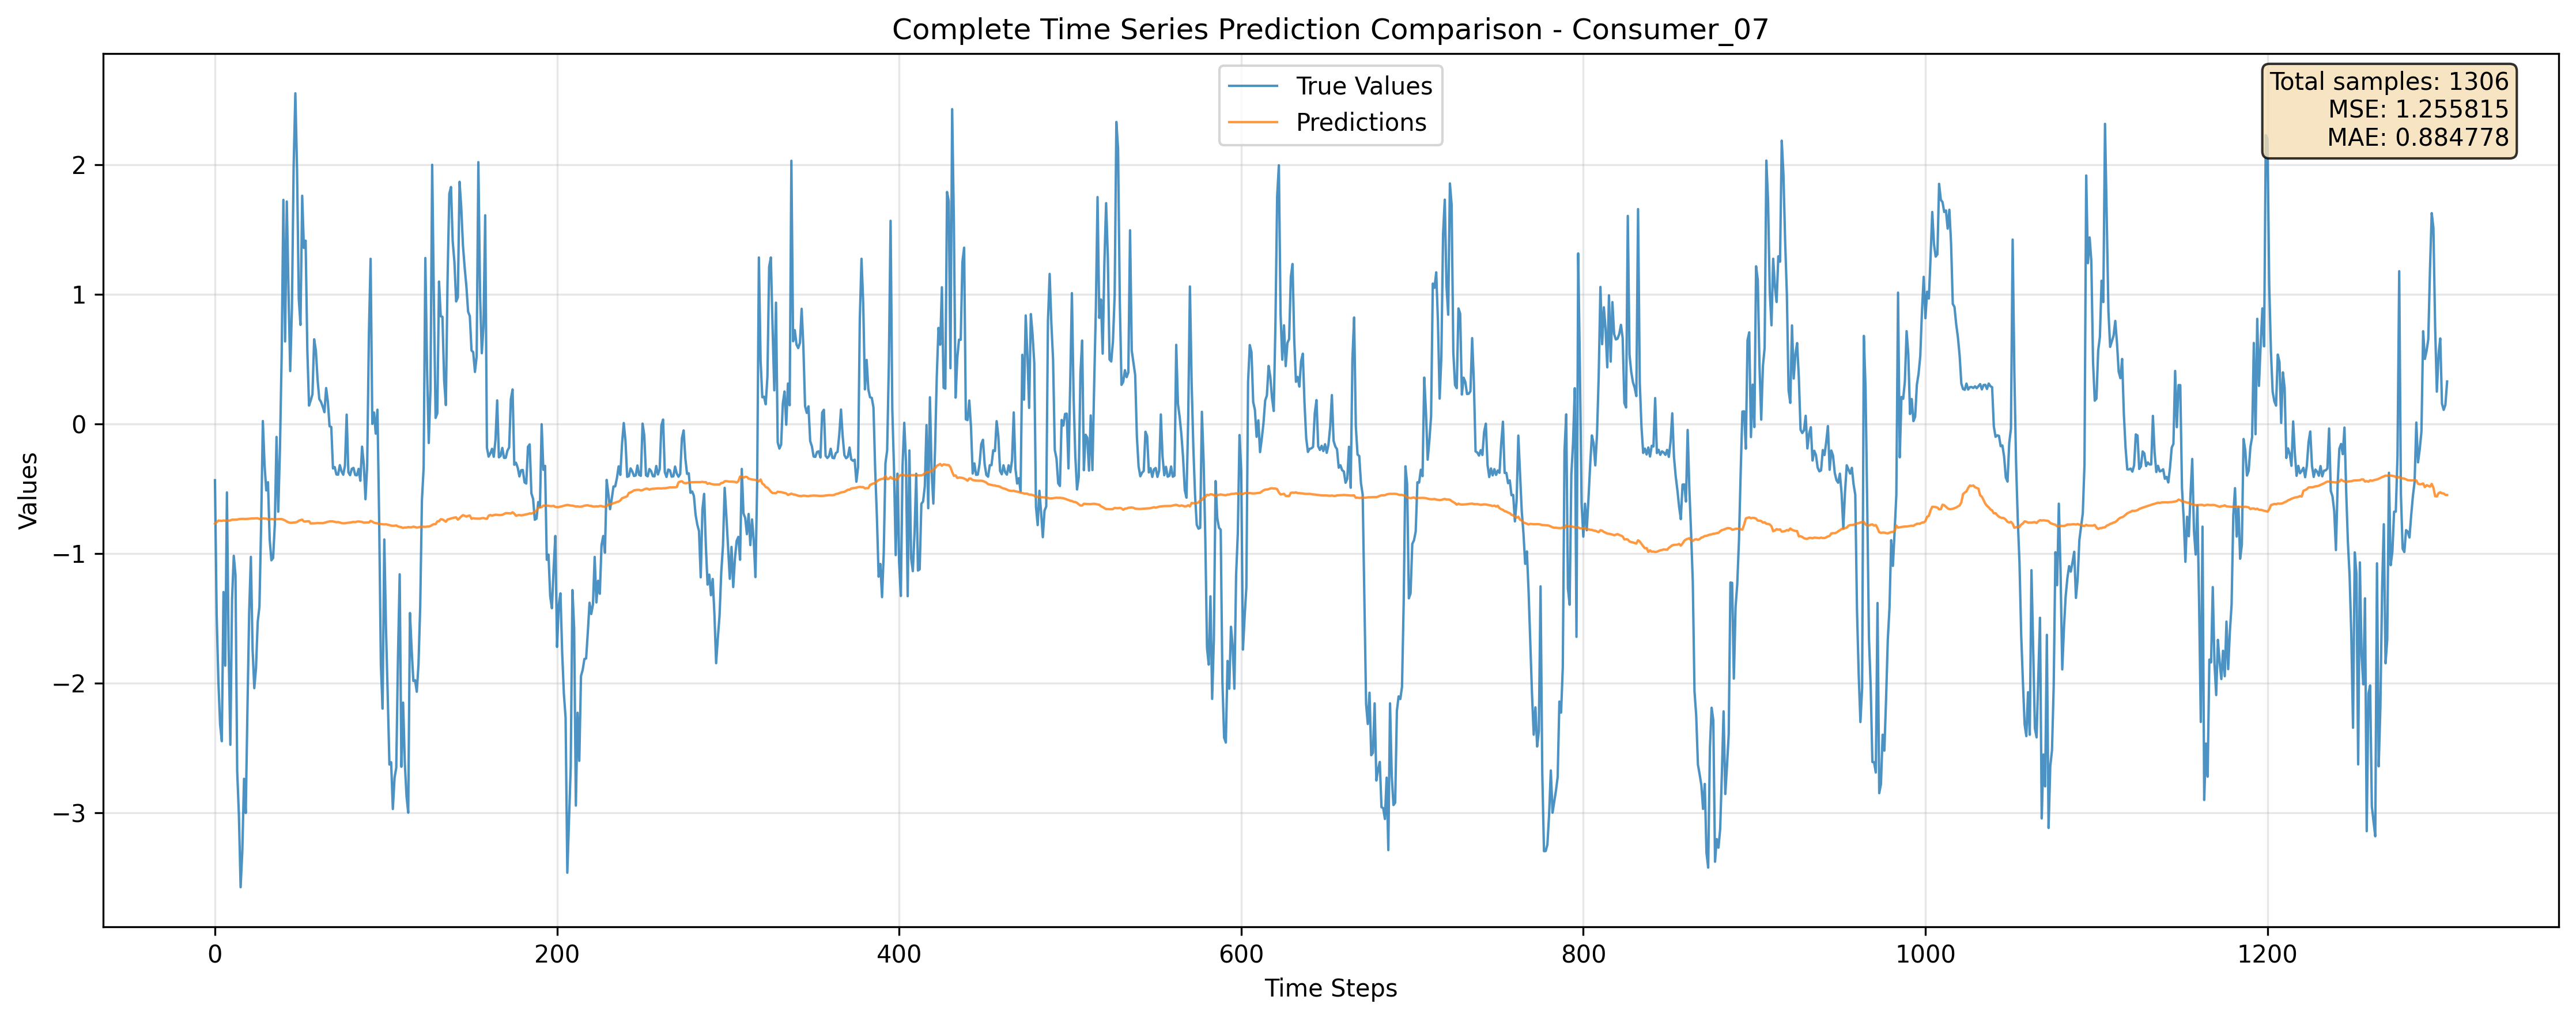 Complete Time Series Prediction Comparison - Consumer_07
True Values
Predictions
Total samples: 1306
MSE: 1.255815
MAE: 0.884778
Values
2
1
0
−1
−2
−3
0 200 400 600 800 1000 1200
Time Steps